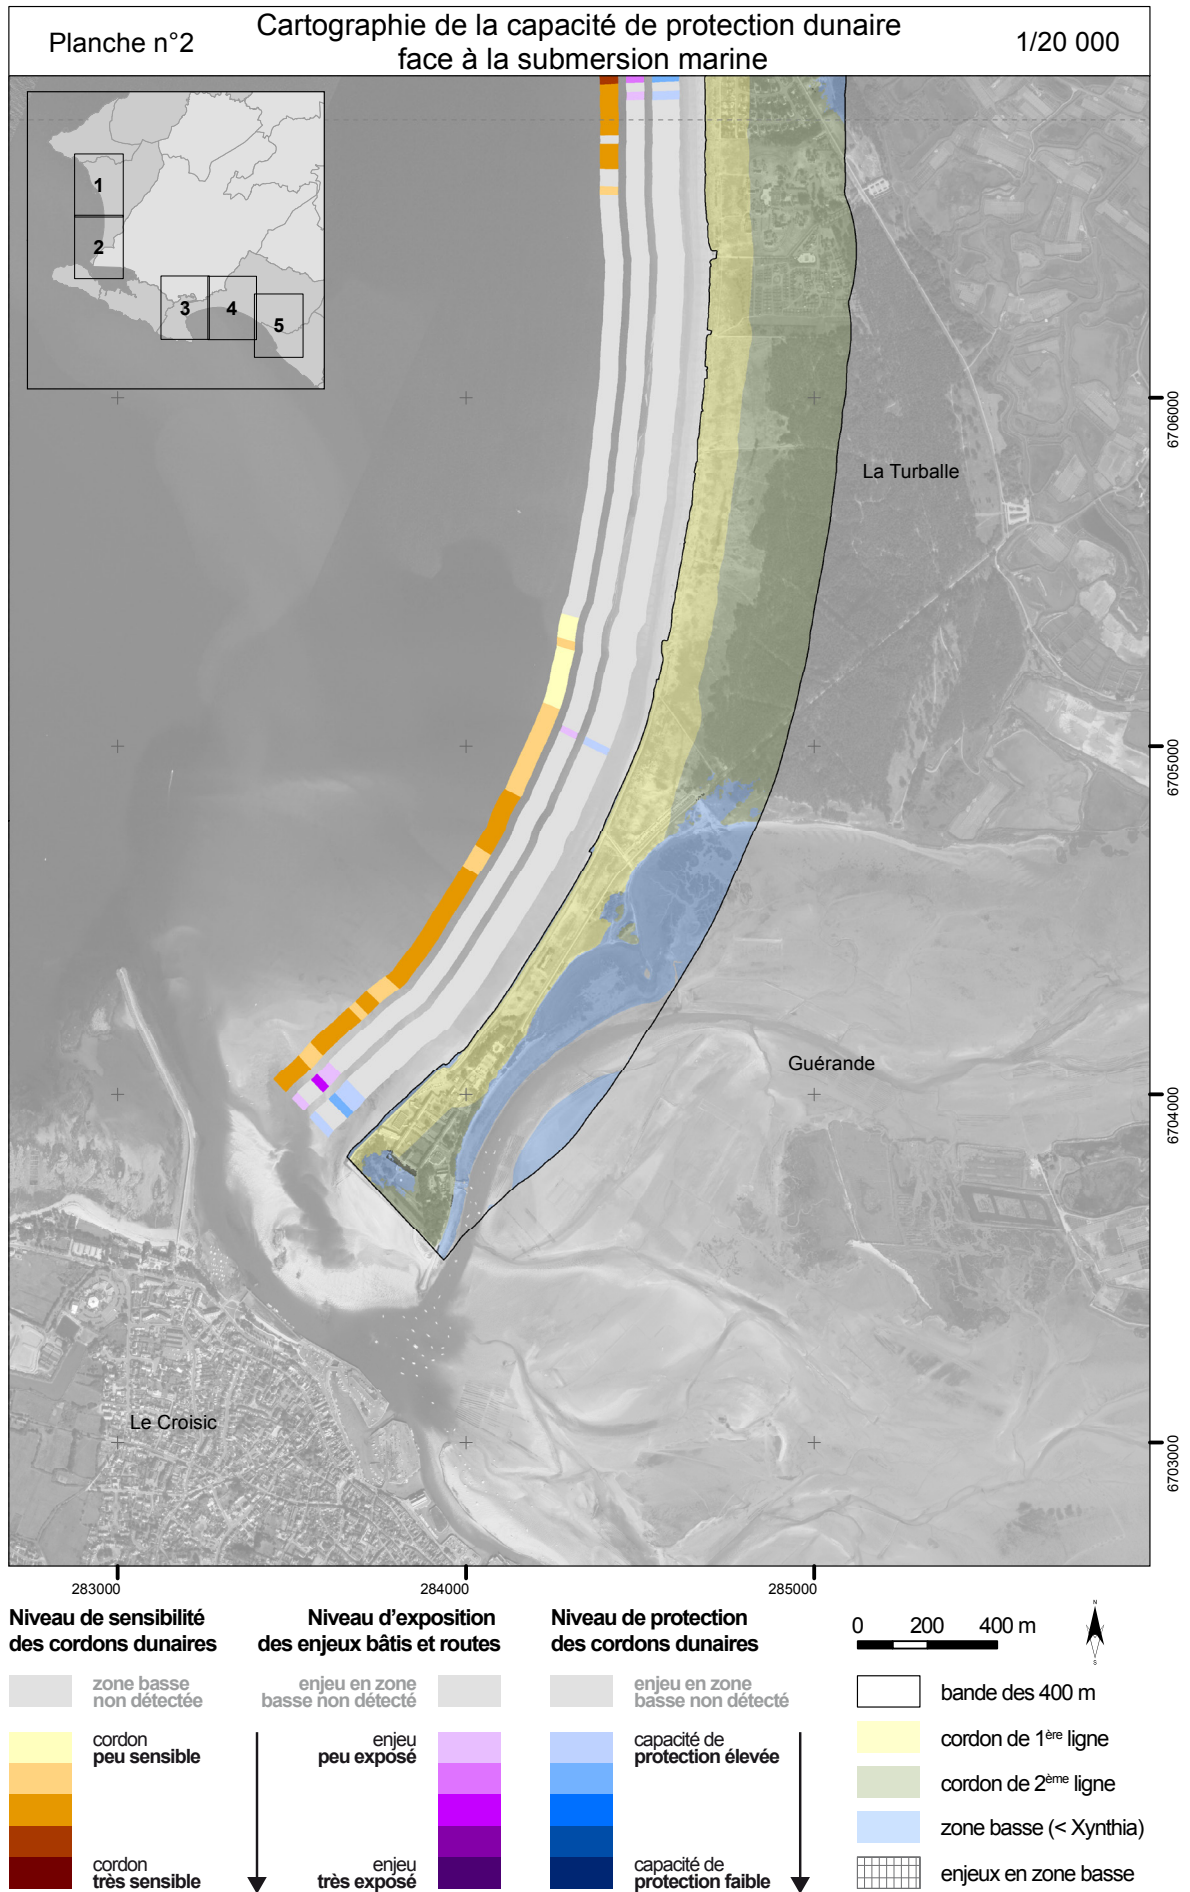 Planche n°2
Cartographie de la capacité de protection dunaire
face à la submersion marine
1/20 000
1
2
3
4
5
6706000
La Turballe
6705000
Guérande
6704000
Le Croisic
6703000
283000
284000
285000
Niveau de sensibilité
des cordons dunaires
zone basse
non détectée
cordon
peu sensible
cordon
très sensible
Niveau d'exposition
des enjeux bâtis et routes
enjeu en zone
basse non détecté
enjeu
peu exposé
enjeu
très exposé
Niveau de protection
des cordons dunaires
enjeu en zone
basse non détecté
capacité de
protection élevée
capacité de
protection faible
0 200 400 m
N
S
bande des 400 m
cordon de 1ère ligne
cordon de 2ème ligne
zone basse (< Xynthia)
enjeux en zone basse